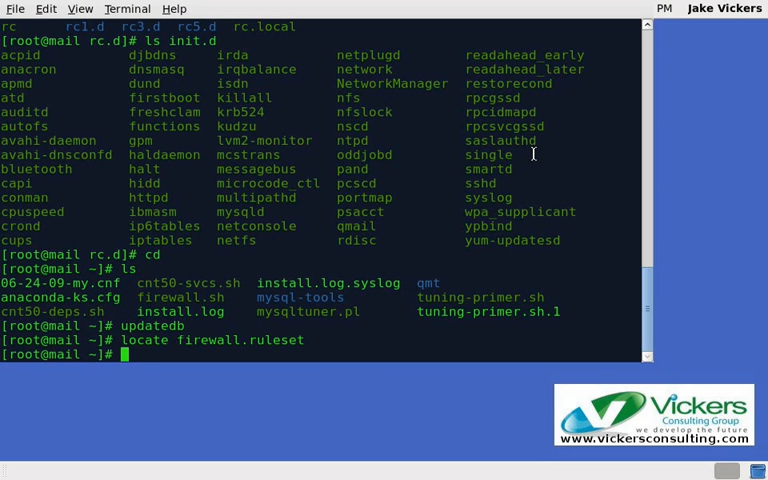 File Edit View Terminal Help PM Jake Vickers
rc rc1.d rc3.d rc5.d rc.local
[root@mail rc.d]# ls init.d
acpid djbdns irda netplugd readahead_early
anacron dnsmasq irqbalance network readahead_later
apmd dund isdn NetworkManager restorecond
atd firstboot killall nfs rpcgssd
auditd freshclam krb524 nfslock rpcidmapd
autofs functions kudzu nscd rpcsvcgssd
avahi-daemon gpm lvm2-monitor ntpd saslauthd
avahi-dnsconfd haldaemon mcstrans oddjobd single
bluetooth halt messagebus pand smartd
capi hidd microcode_ctl pcscd sshd
conman httpd multipathd portmap syslog
cpuspeed ibmasm mysqld psacct wpa_supplicant
crond ip6tables netconsole qmail ypbind
cups iptables netfs rdisc yum-updatesd
[root@mail rc.d]# cd
[root@mail ~]# ls
06-24-09-my.cnf cnt50-svcs.sh install.log.syslog qmt
anaconda-ks.cfg firewall.sh mysql-tools tuning-primer.sh
cnt50-deps.sh install.log mysqltuner.pl tuning-primer.sh.1
[root@mail ~]# updatedb
[root@mail ~]# locate firewall.ruleset
[root@mail ~]#
Vickers
Consulting Group
we develop the future
www.vickersconsulting.com